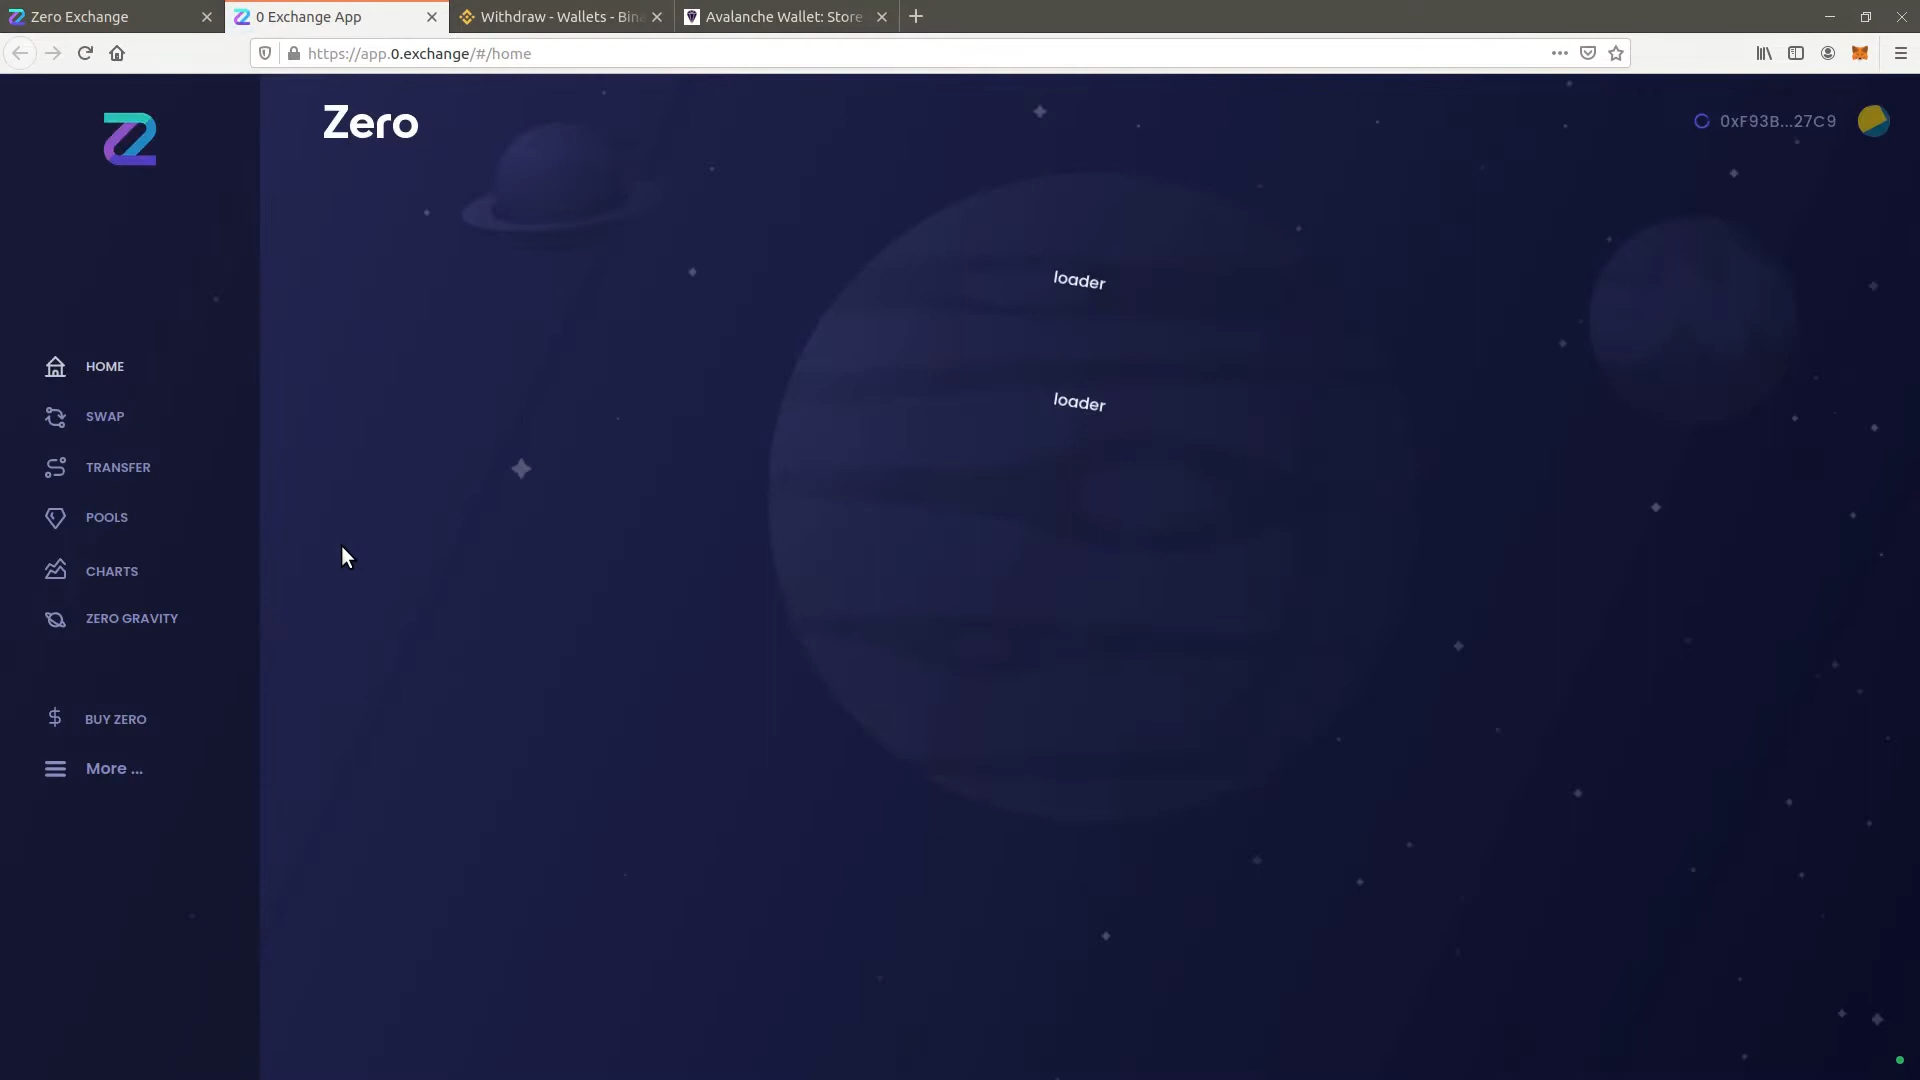 Zero Exchange
0 Exchange App
Withdraw - Wallets - Bina
Avalanche Wallet: Store
https://app.0.exchange/#/home
Zero
0xF93B...27C9
loader
HOME
loader
SWAP
TRANSFER
POOLS
CHARTS
ZERO GRAVITY
$ BUY ZERO
More ...